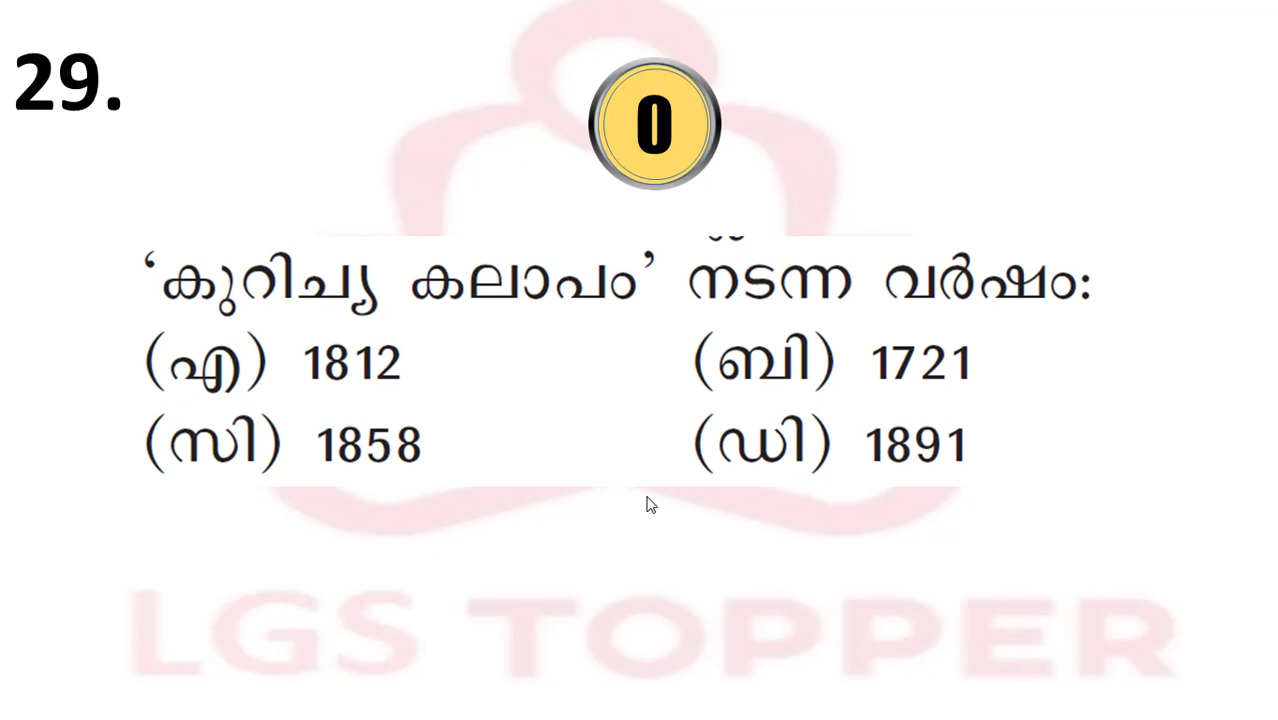 29.
0
‘കുറിച്യ കലാപം’ നടന്ന വർഷം:
(എ) 1812 (ബി) 1721
(സി) 1858 (ഡി) 1891
LGS TOPPER